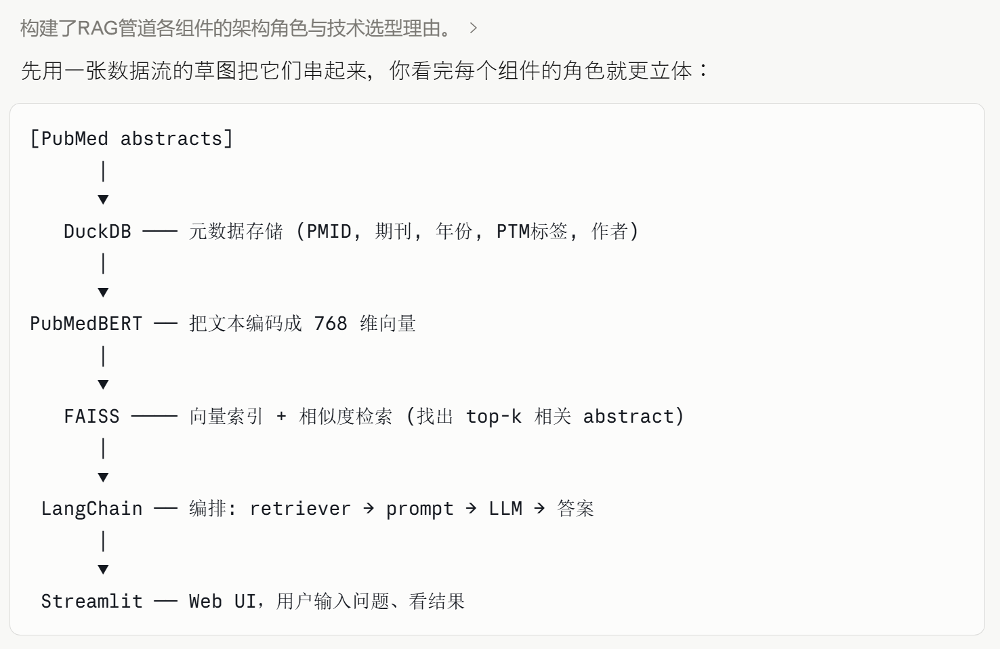 构建了RAG管道各组件的架构角色与技术选型理由。 >
先用一张数据流的草图把它们串起来，你看完每个组件的角色就更立体：
[PubMed abstracts]
│
▼
DuckDB ─── 元数据存储 (PMID, 期刊, 年份, PTM标签, 作者)
│
▼
PubMedBERT ── 把文本编码成 768 维向量
│
▼
FAISS ──── 向量索引 + 相似度检索 (找出 top-k 相关 abstract)
│
▼
LangChain ── 编排: retriever → prompt → LLM → 答案
│
▼
Streamlit ── Web UI，用户输入问题、看结果